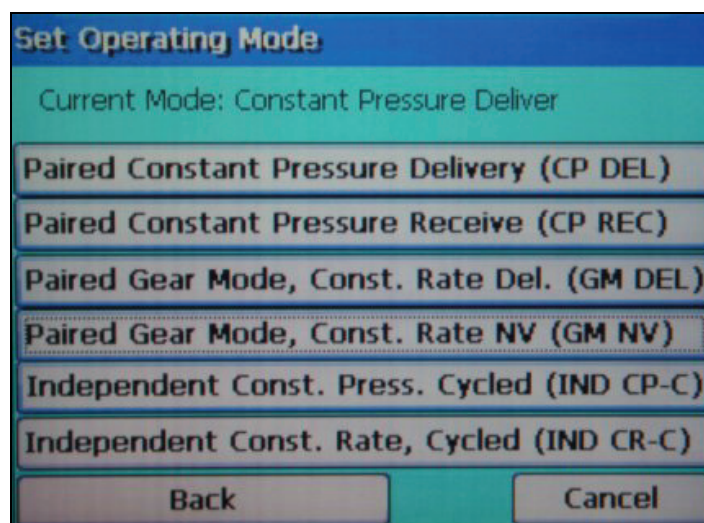 Set Operating Mode
Current Mode: Constant Pressure Deliver
Paired Constant Pressure Delivery (CP DEL)
Paired Constant Pressure Receive (CP REC)
Paired Gear Mode, Const. Rate Del. (GM DEL)
Paired Gear Mode, Const. Rate NV (GM NV)
Independent Const. Press. Cycled (IND CP-C)
Independent Const. Rate, Cycled (IND CR-C)
Back Cancel